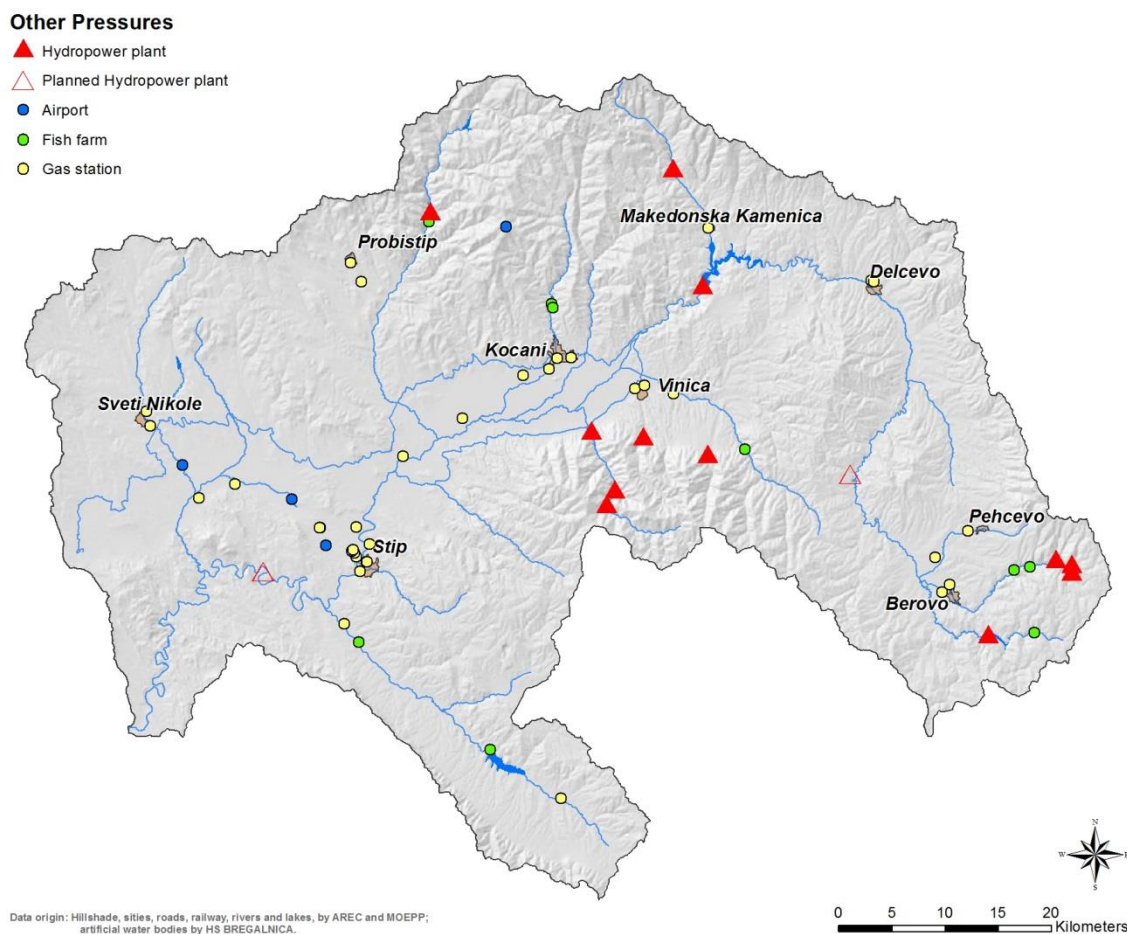 Other Pressures
Hydropower plant
Planned Hydropower plant
Airport
Fish farm
Gas station
Makedonska Kamenica
Probistip
Delcevo
Kocani
Vinica
Sveti Nikole
Pehcevo
Stip
Berovo
N
W E
S
Data origin: Hillshade, sities, roads, railway, rivers and lakes, by AREC and MOEPP;
artificial water bodies by HS BREGALNICA.
0 5 10 15 20
Kilometers